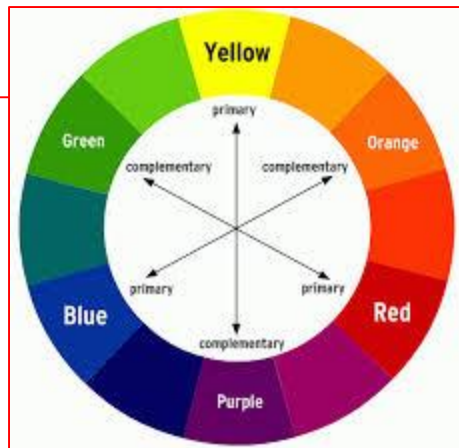 Yellow
primary
Green
Orange
complementary
complementary
primary
primary
Blue
Red
complementary
Purple